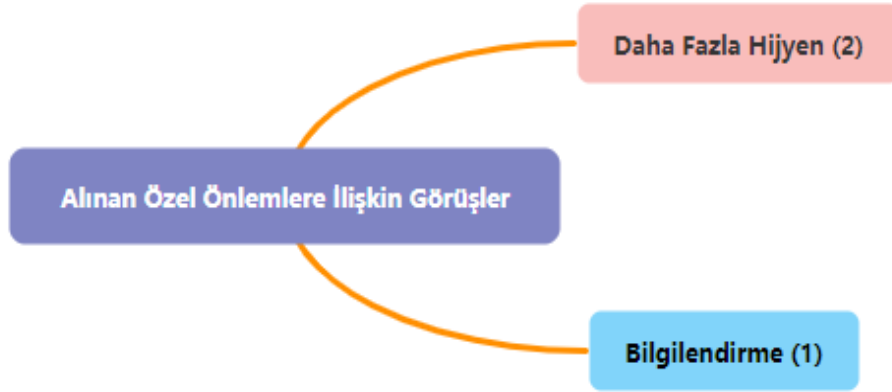 Daha Fazla Hijyen (2)
Alınan Özel Önlemlere İlişkin Görüşler
Bilgilendirme (1)